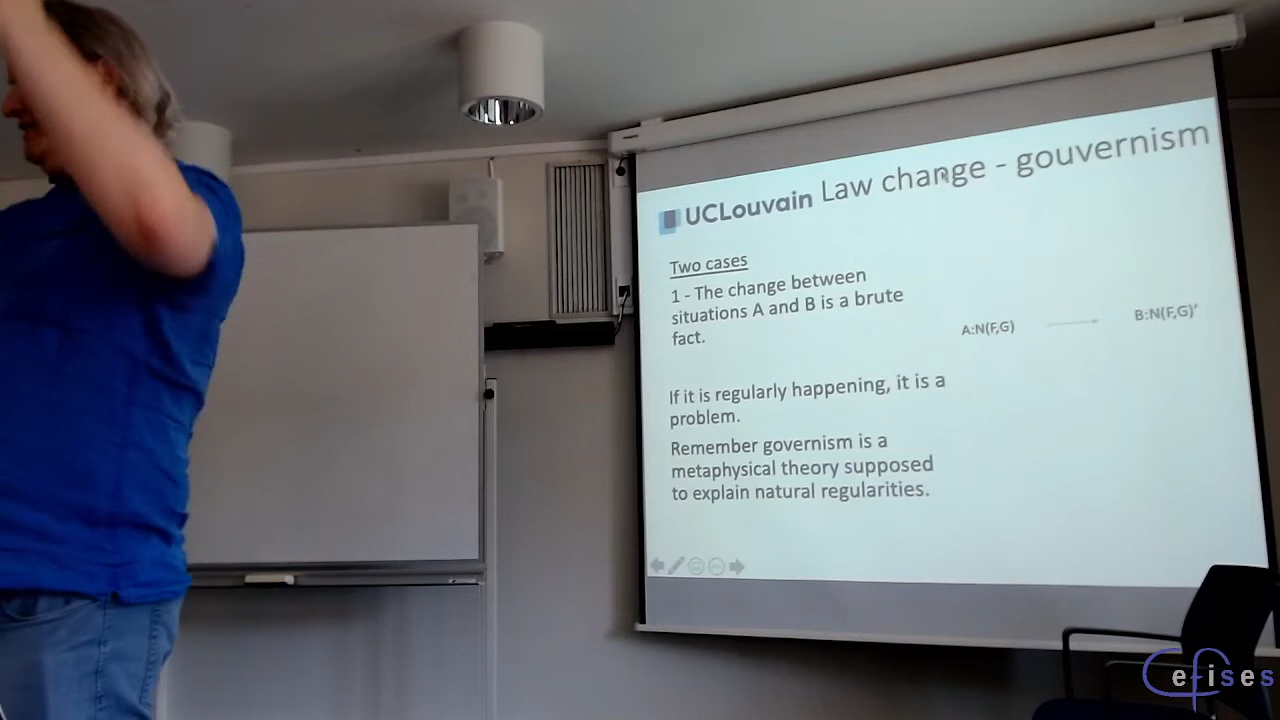 UCLouvain Law change - gouvernism
Two cases
1 - The change between
situations A and B is a brute
fact.
A:N(F,G)
B:N(F,G)'
If it is regularly happening, it is a
problem.
Remember governism is a
metaphysical theory supposed
to explain natural regularities.
Cefises